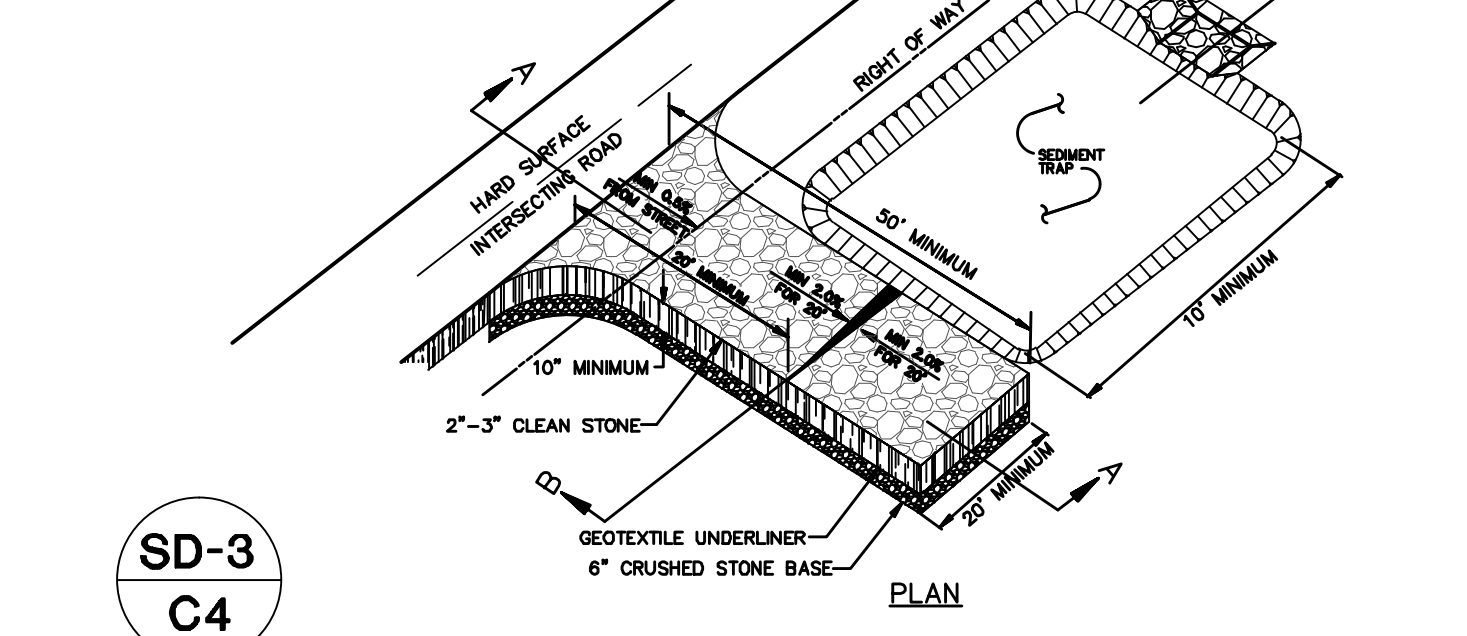 RIGHT OF WAY
A
HARD SURFACE
INTERSECTING ROAD
SEDIMENT
TRAP
MIN 0.5%
FROM STREET
50' MINIMUM
20' MINIMUM
MIN 2.0%
FOR 20'
10' MINIMUM
MIN 2.0%
FOR 20'
10" MINIMUM
2"-3" CLEAN STONE
20' MINIMUM
A
B
GEOTEXTILE UNDERLINER
6" CRUSHED STONE BASE
PLAN
SD-3
C4